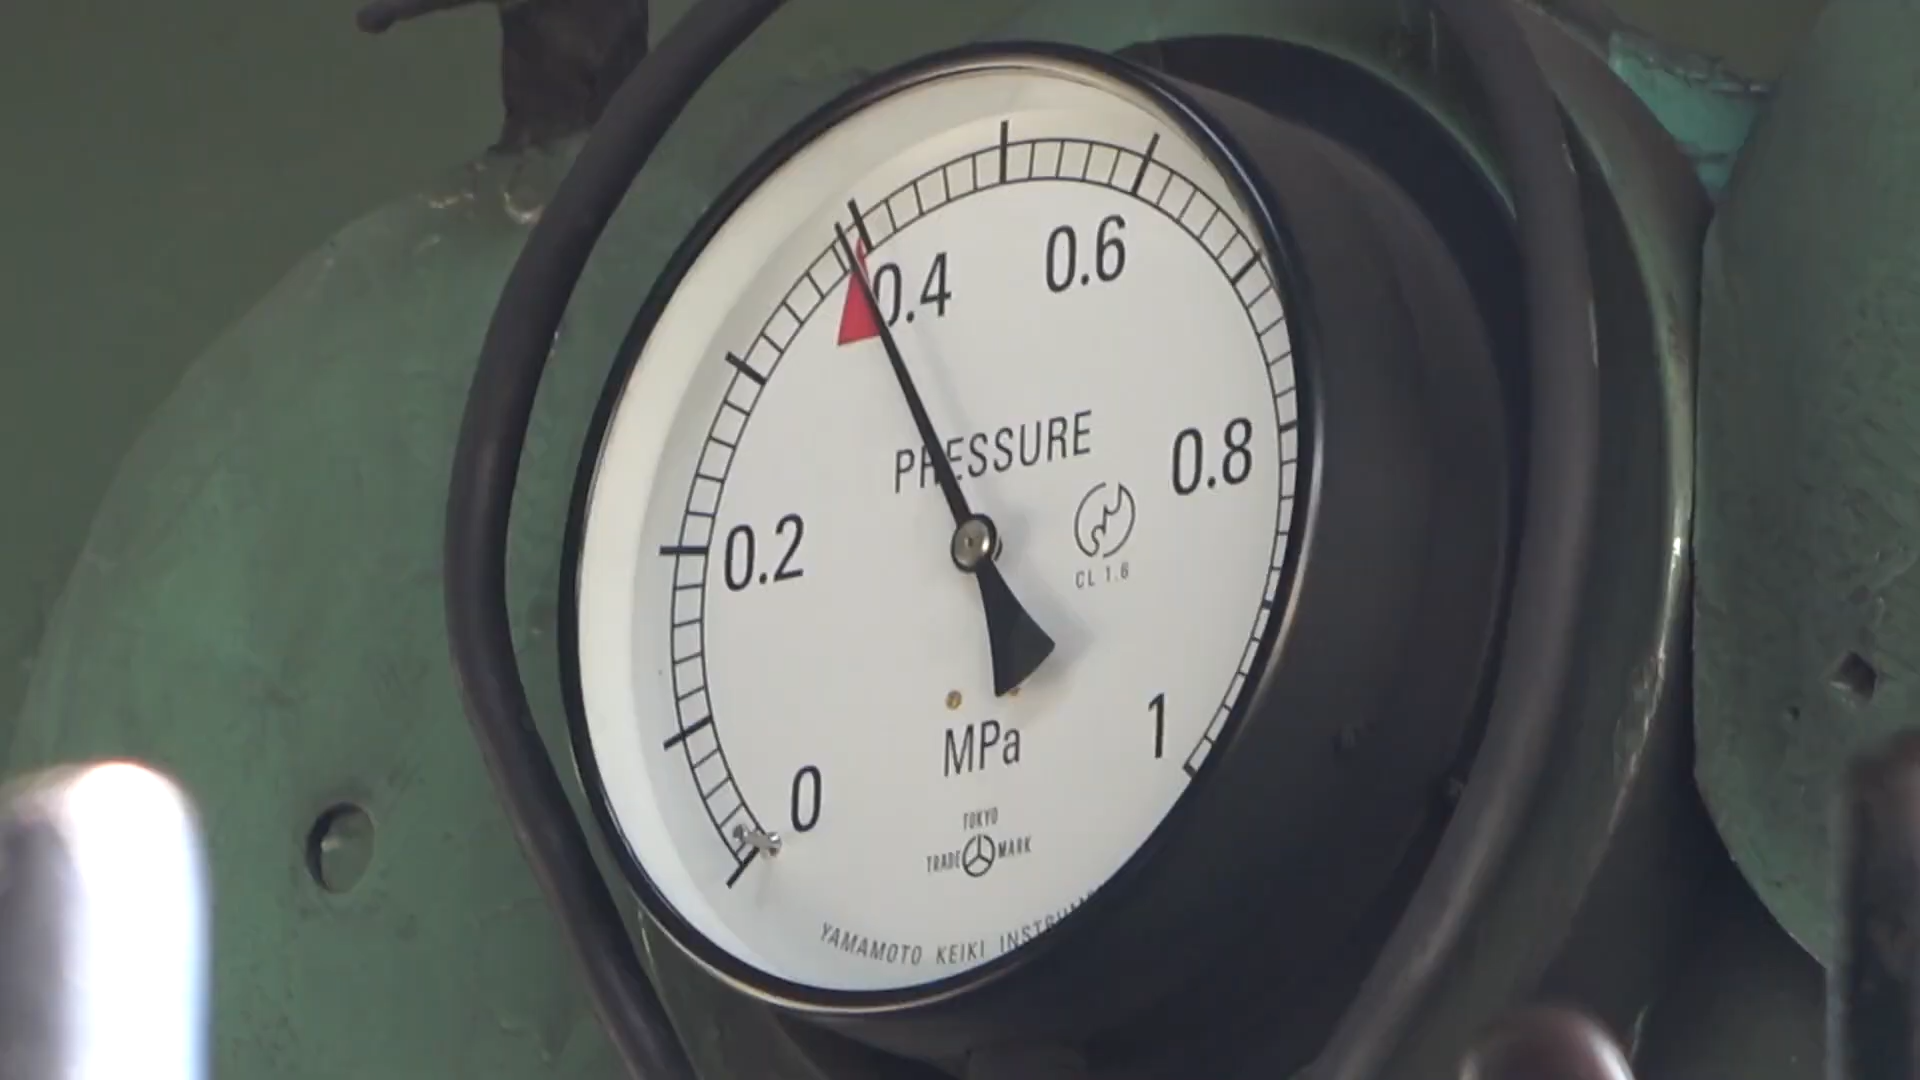 0.4
0.6
PRESSURE
0.8
0.2
CL 1.6
0
MPa
1
TOKYO
TRADE MARK
YAMAMOTO KEIKI